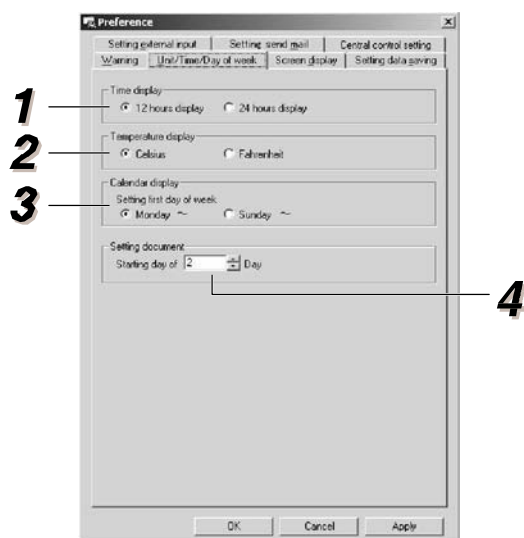 Preference
Setting external input
Setting send mail
Central control setting
Warning
Unit/Time/Day of week
Screen display
Setting data saving
1
Time display
12 hours display
24 hours display
2
Temperature display
Celsius
Fahrenheit
3
Calendar display
Setting first day of week
Monday ~
Sunday ~
Setting document
Starting day of 2 Day
4
OK
Cancel
Apply